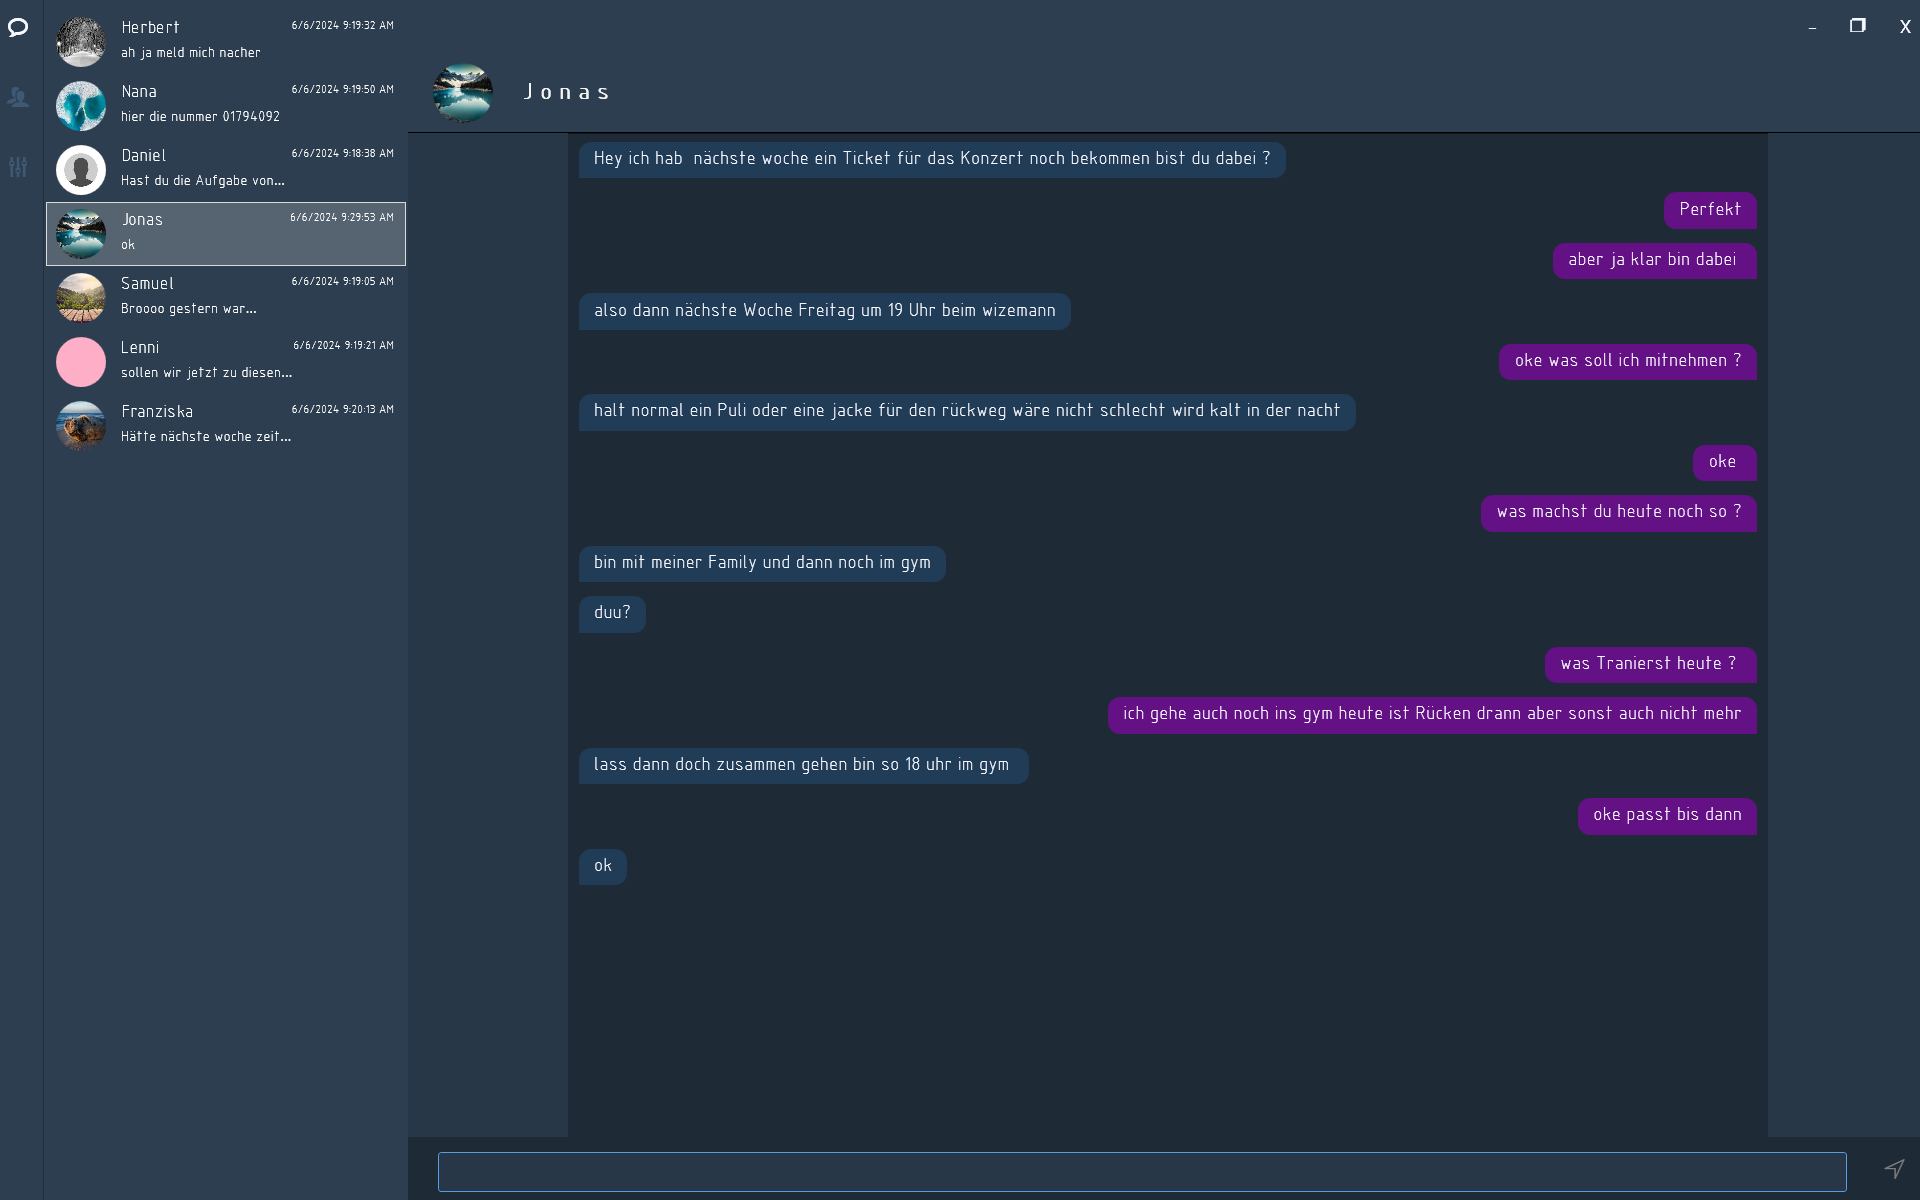 Herbert 6/6/2024 9:19:32 AM
ah ja meld mich nacher
Nana 6/6/2024 9:19:50 AM
hier die nummer 01794092
Daniel 6/6/2024 9:18:38 AM
Hast du die Aufgabe von...
Jonas 6/6/2024 9:29:53 AM
ok
Samuel 6/6/2024 9:19:05 AM
Broooo gestern war...
Lenni 6/6/2024 9:19:21 AM
sollen wir jetzt zu diesen...
Franziska 6/6/2024 9:20:13 AM
Hätte nächste woche zeit...
Jonas
Hey ich hab  nächste woche ein Ticket für das Konzert noch bekommen bist du dabei ?
Perfekt
aber ja klar bin dabei
also dann nächste Woche Freitag um 19 Uhr beim wizemann
oke was soll ich mitnehmen ?
halt normal ein Puli oder eine jacke für den rückweg wäre nicht schlecht wird kalt in der nacht
oke
was machst du heute noch so ?
bin mit meiner Family und dann noch im gym
duu?
was Tranierst heute ?
ich gehe auch noch ins gym heute ist Rücken drann aber sonst auch nicht mehr
lass dann doch zusammen gehen bin so 18 uhr im gym
oke passt bis dann
ok